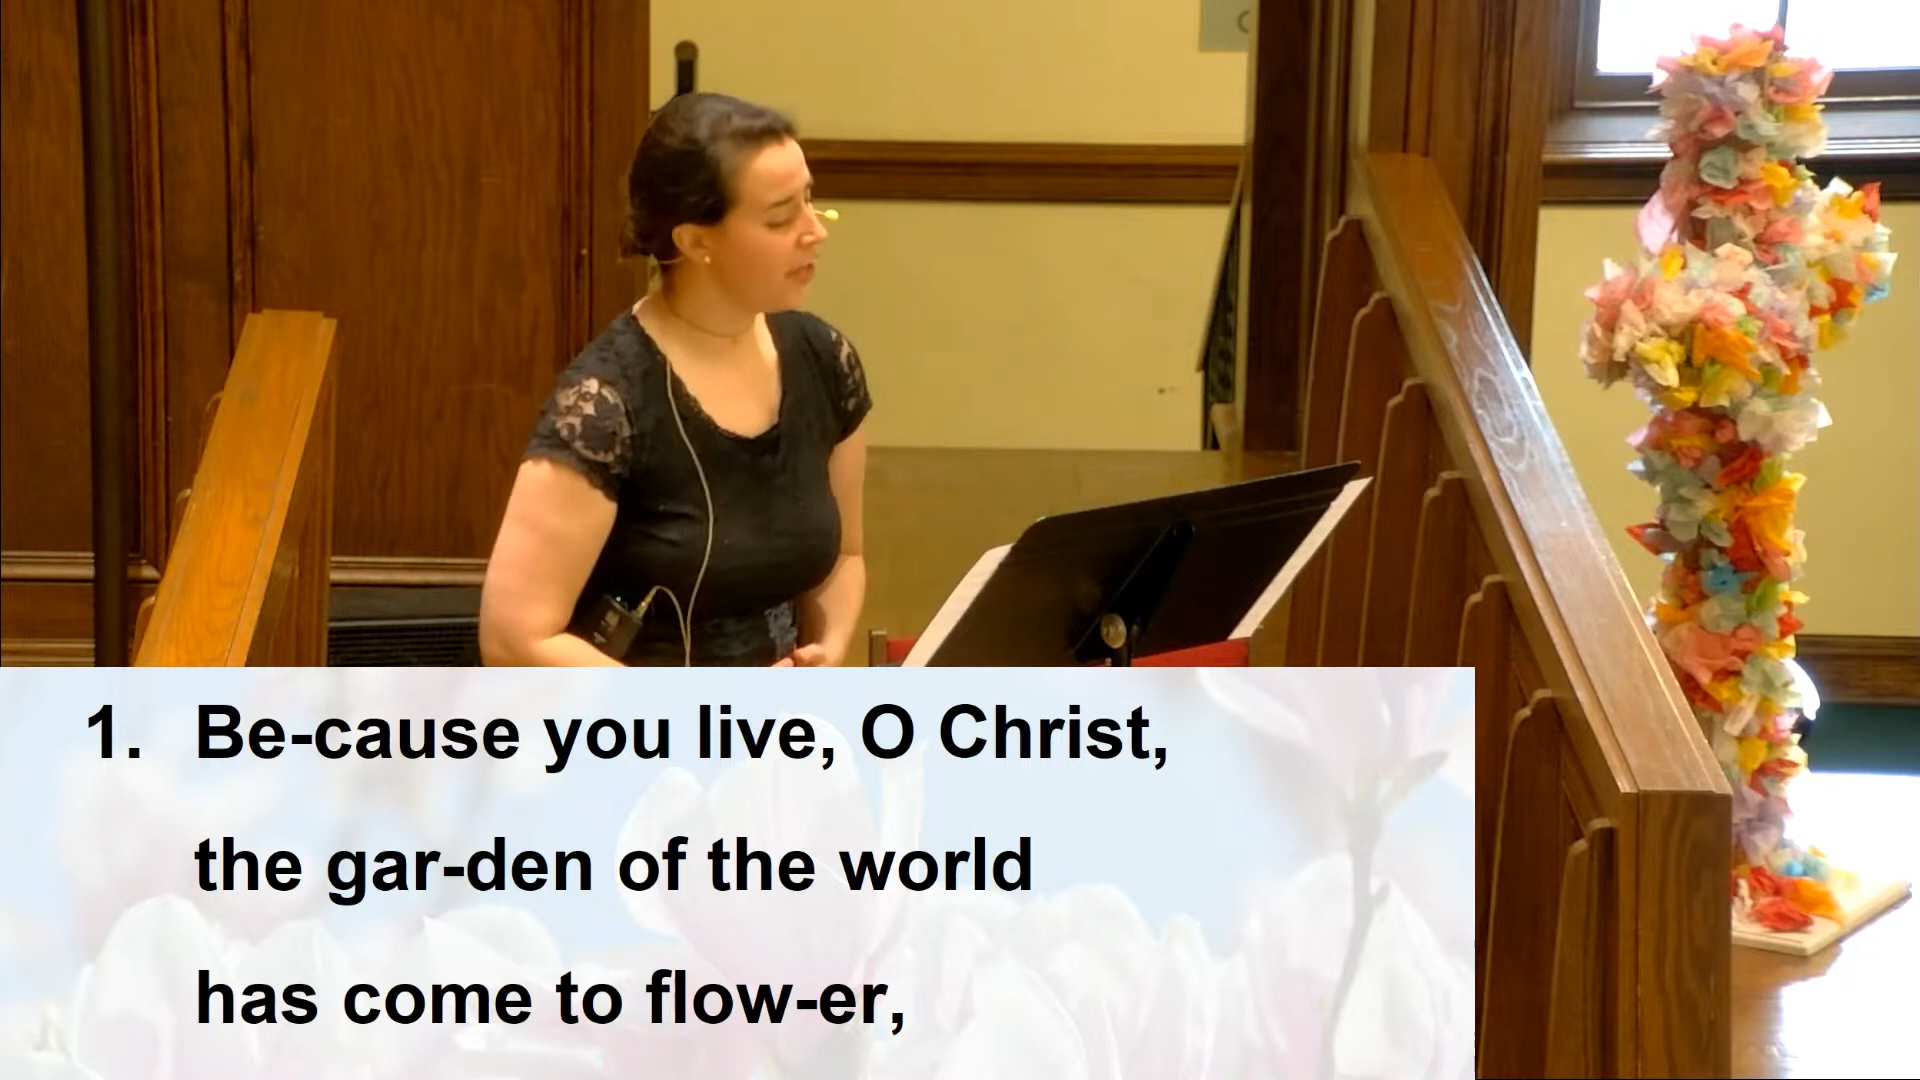 1. Be-cause you live, O Christ,
the gar-den of the world
has come to flow-er,